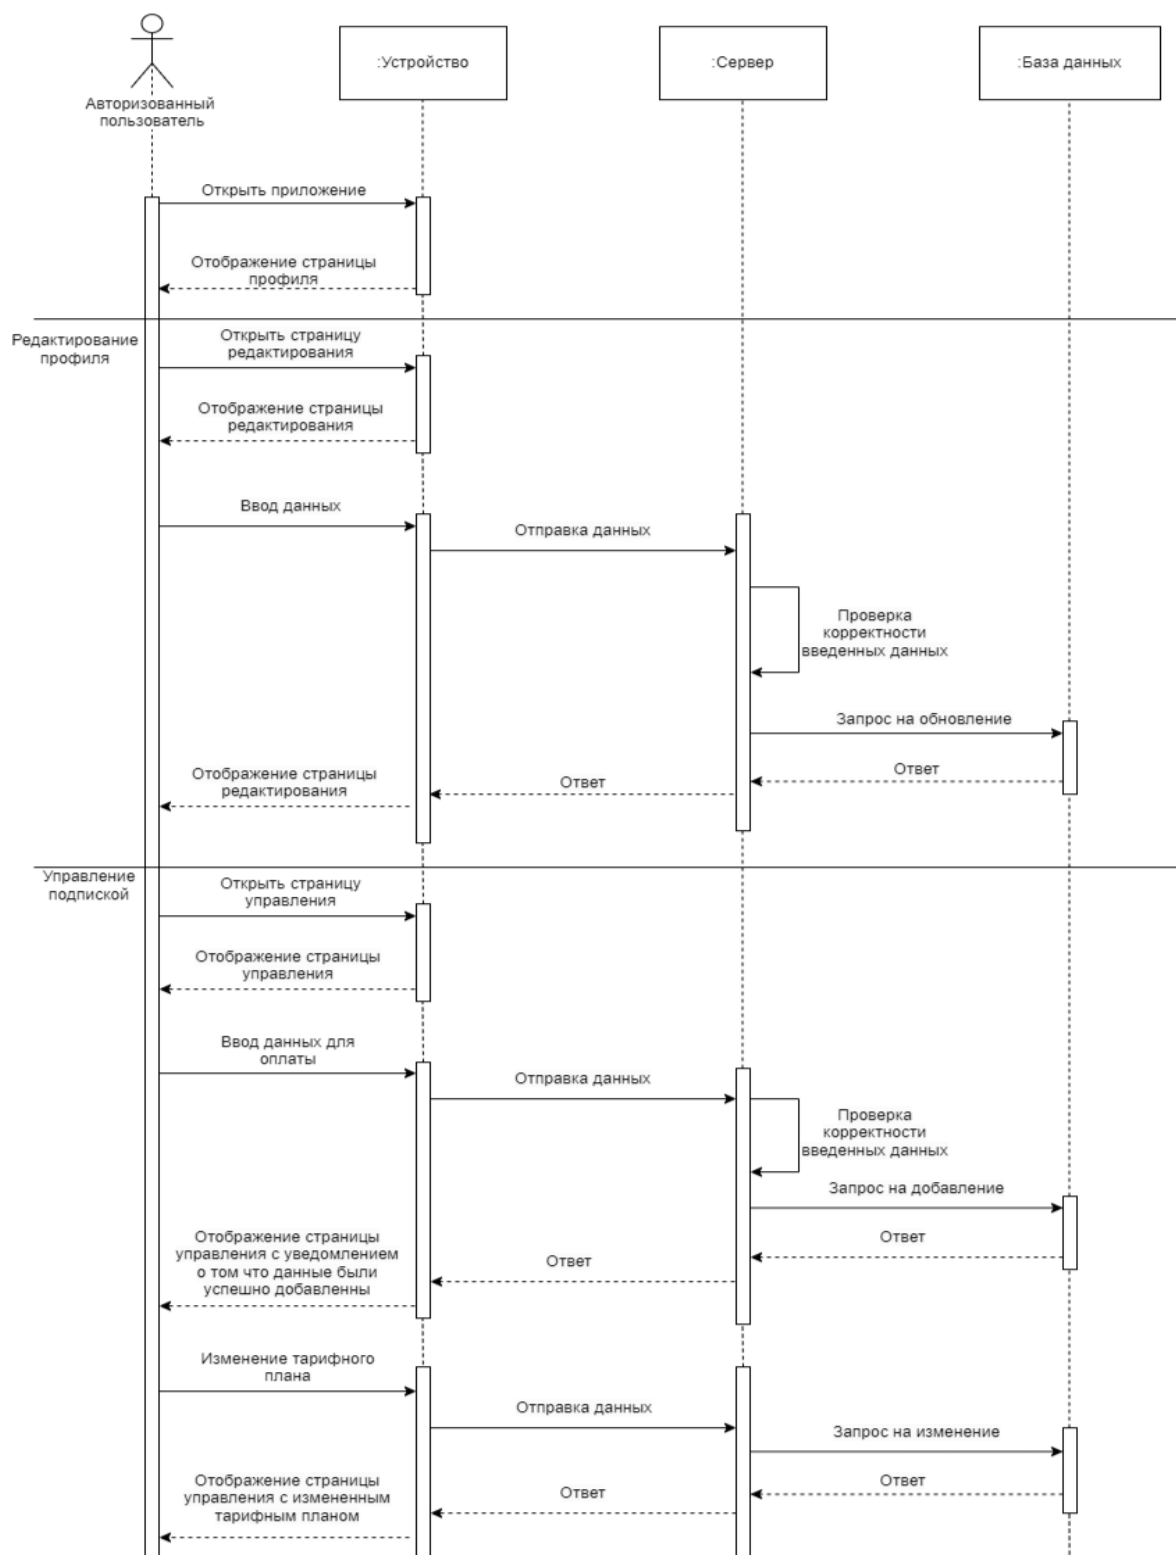 :Устройство
:Сервер
:База данных
Авторизованный
пользователь
Открыть приложение
Отображение страницы
профиля
Редактирование
профиля
Открыть страницу
редактирования
Отображение страницы
редактирования
Ввод данных
Отправка данных
Проверка
корректности
введенных данных
Запрос на обновление
Ответ
Ответ
Отображение страницы
редактирования
Управление
подпиской
Открыть страницу
управления
Отображение страницы
управления
Ввод данных для
оплаты
Отправка данных
Проверка
корректности
введенных данных
Запрос на добавление
Ответ
Ответ
Отображение страницы
управления с уведомлением
о том что данные были
успешно добавленны
Изменение тарифного
плана
Отправка данных
Запрос на изменение
Ответ
Ответ
Отображение страницы
управления с измененным
тарифным планом